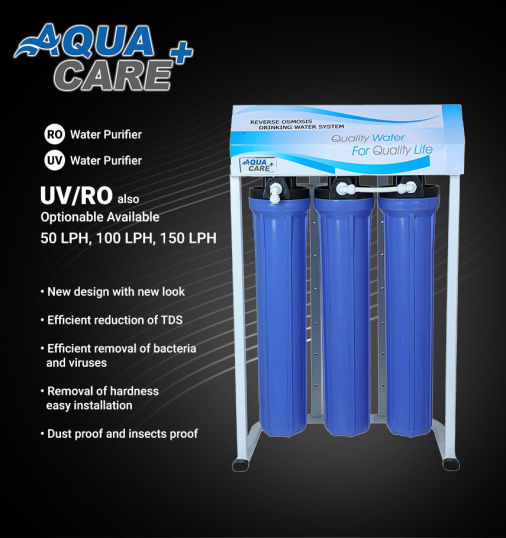 AQUA +
CARE
REVERSE OSMOSIS
DRINKING WATER SYSTEM
Quality Water
For Quality Life
AQUA +
CARE
RO Water Purifier
UV Water Purifier
UV/RO also
Optionable Available
50 LPH, 100 LPH, 150 LPH
• New design with new look
• Efficient reduction of TDS
• Efficient removal of bacteria
and viruses
• Removal of hardness
easy installation
• Dust proof and insects proof